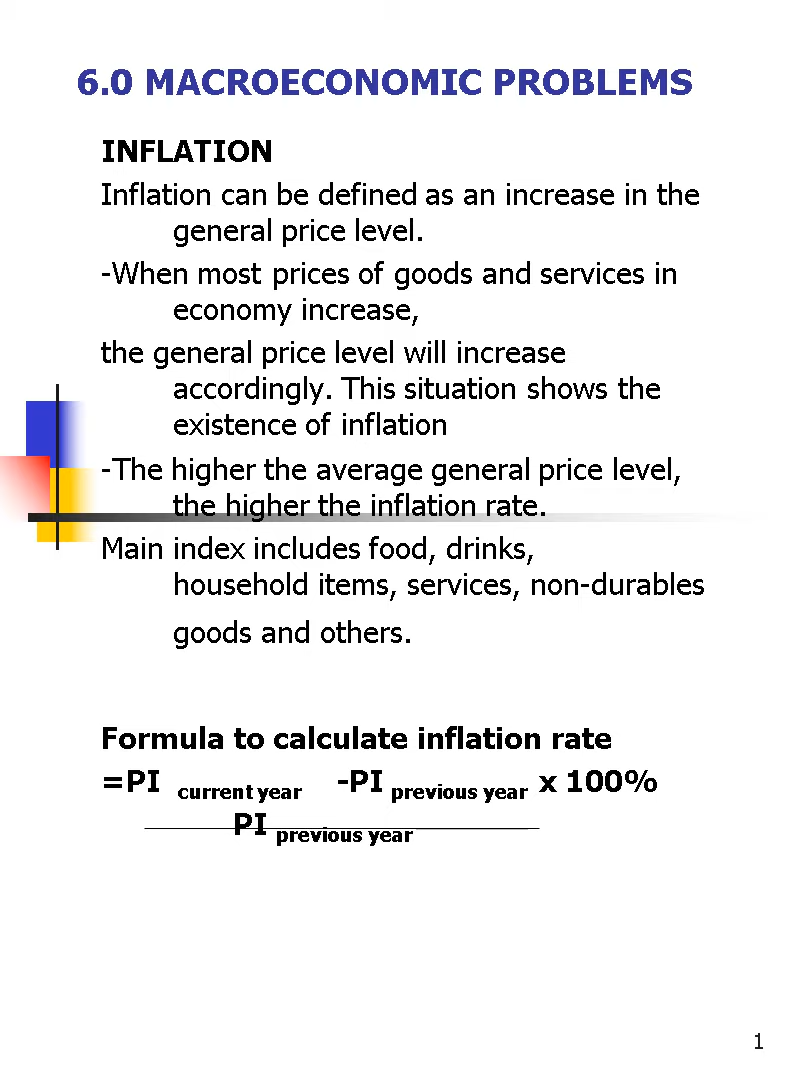 6.0 MACROECONOMIC PROBLEMS
INFLATION
Inflation can be defined as an increase in the
general price level.
-When most prices of goods and services in
economy increase,
the general price level will increase
accordingly. This situation shows the
existence of inflation
-The higher the average general price level,
the higher the inflation rate.
Main index includes food, drinks,
household items, services, non-durables
goods and others.
Formula to calculate inflation rate
=PI current year -PI previous year x 100%
PI previous year
1